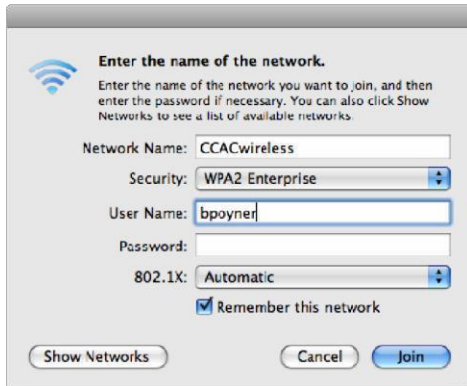 Enter the name of the network.
Enter the name of the network you want to join, and then
enter the password if necessary. You can also click Show
Networks to see a list of available networks.
Network Name: CCACwireless
Security: WPA2 Enterprise
User Name: bpoyner
Password:
802.1X: Automatic
Remember this network
Show Networks Cancel Join